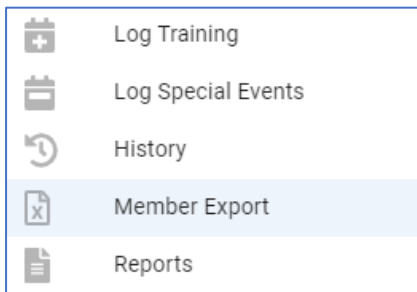 Log Training
Log Special Events
History
Member Export
Reports